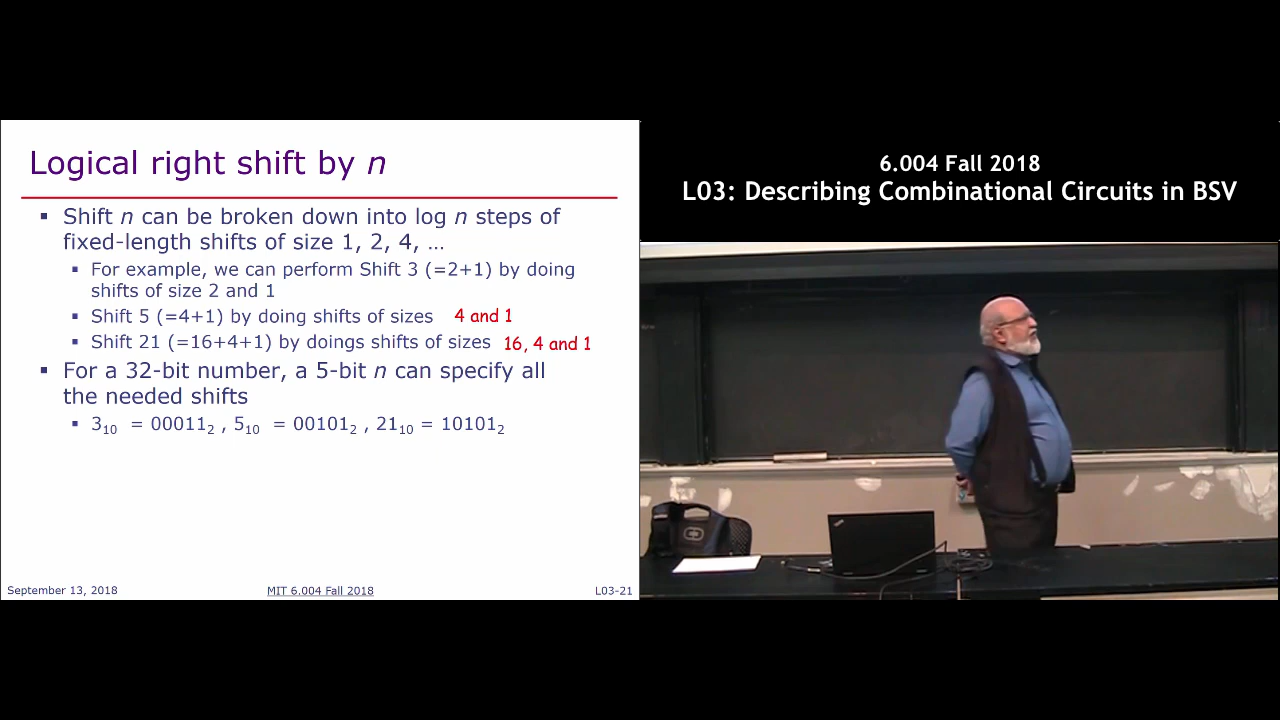 Logical right shift by n
▪ Shift n can be broken down into log n steps of
fixed-length shifts of size 1, 2, 4, …
▪ For example, we can perform Shift 3 (=2+1) by doing
shifts of size 2 and 1
▪ Shift 5 (=4+1) by doing shifts of sizes 4 and 1
▪ Shift 21 (=16+4+1) by doings shifts of sizes 16, 4 and 1
▪ For a 32-bit number, a 5-bit n can specify all
the needed shifts
▪ 3₁₀ = 00011₂ , 5₁₀ = 00101₂ , 21₁₀ = 10101₂
September 13, 2018
MIT 6.004 Fall 2018
L03-21
6.004 Fall 2018
L03: Describing Combinational Circuits in BSV